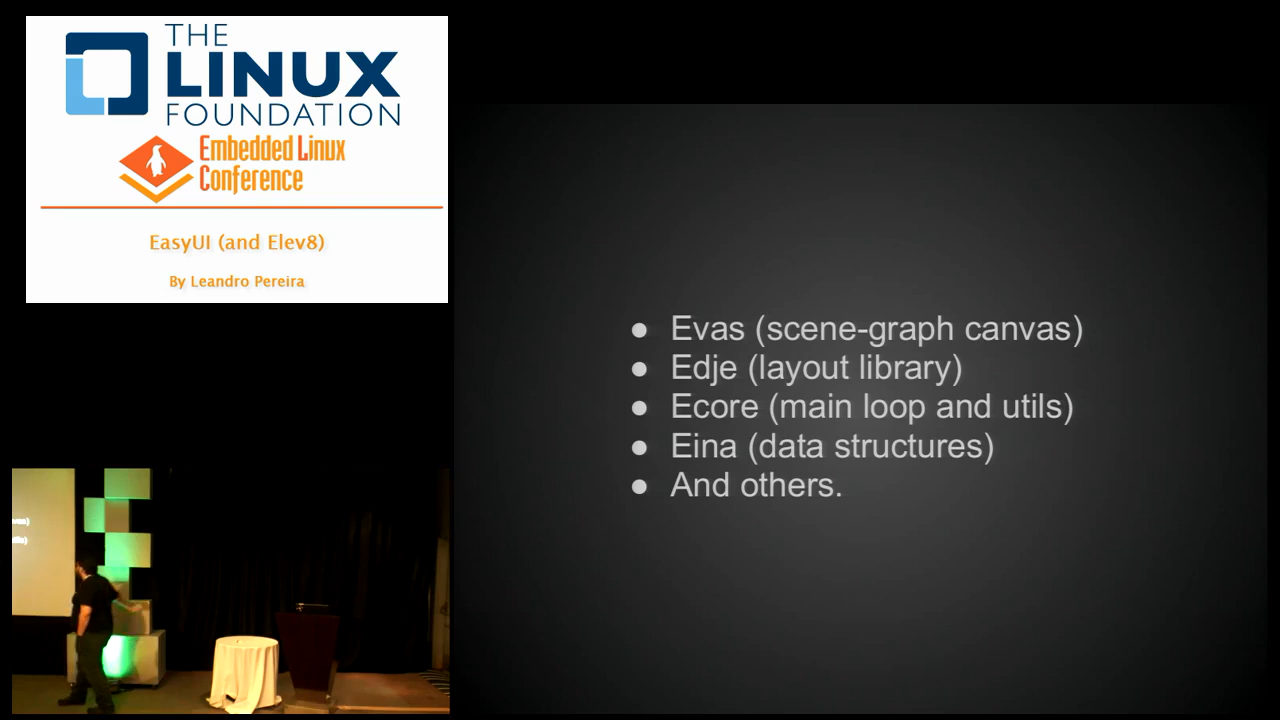 THE
LINUX
FOUNDATION
Embedded Linux
Conference
EasyUI (and Elev8)
By Leandro Pereira
● Evas (scene-graph canvas)
● Edje (layout library)
● Ecore (main loop and utils)
● Eina (data structures)
● And others.